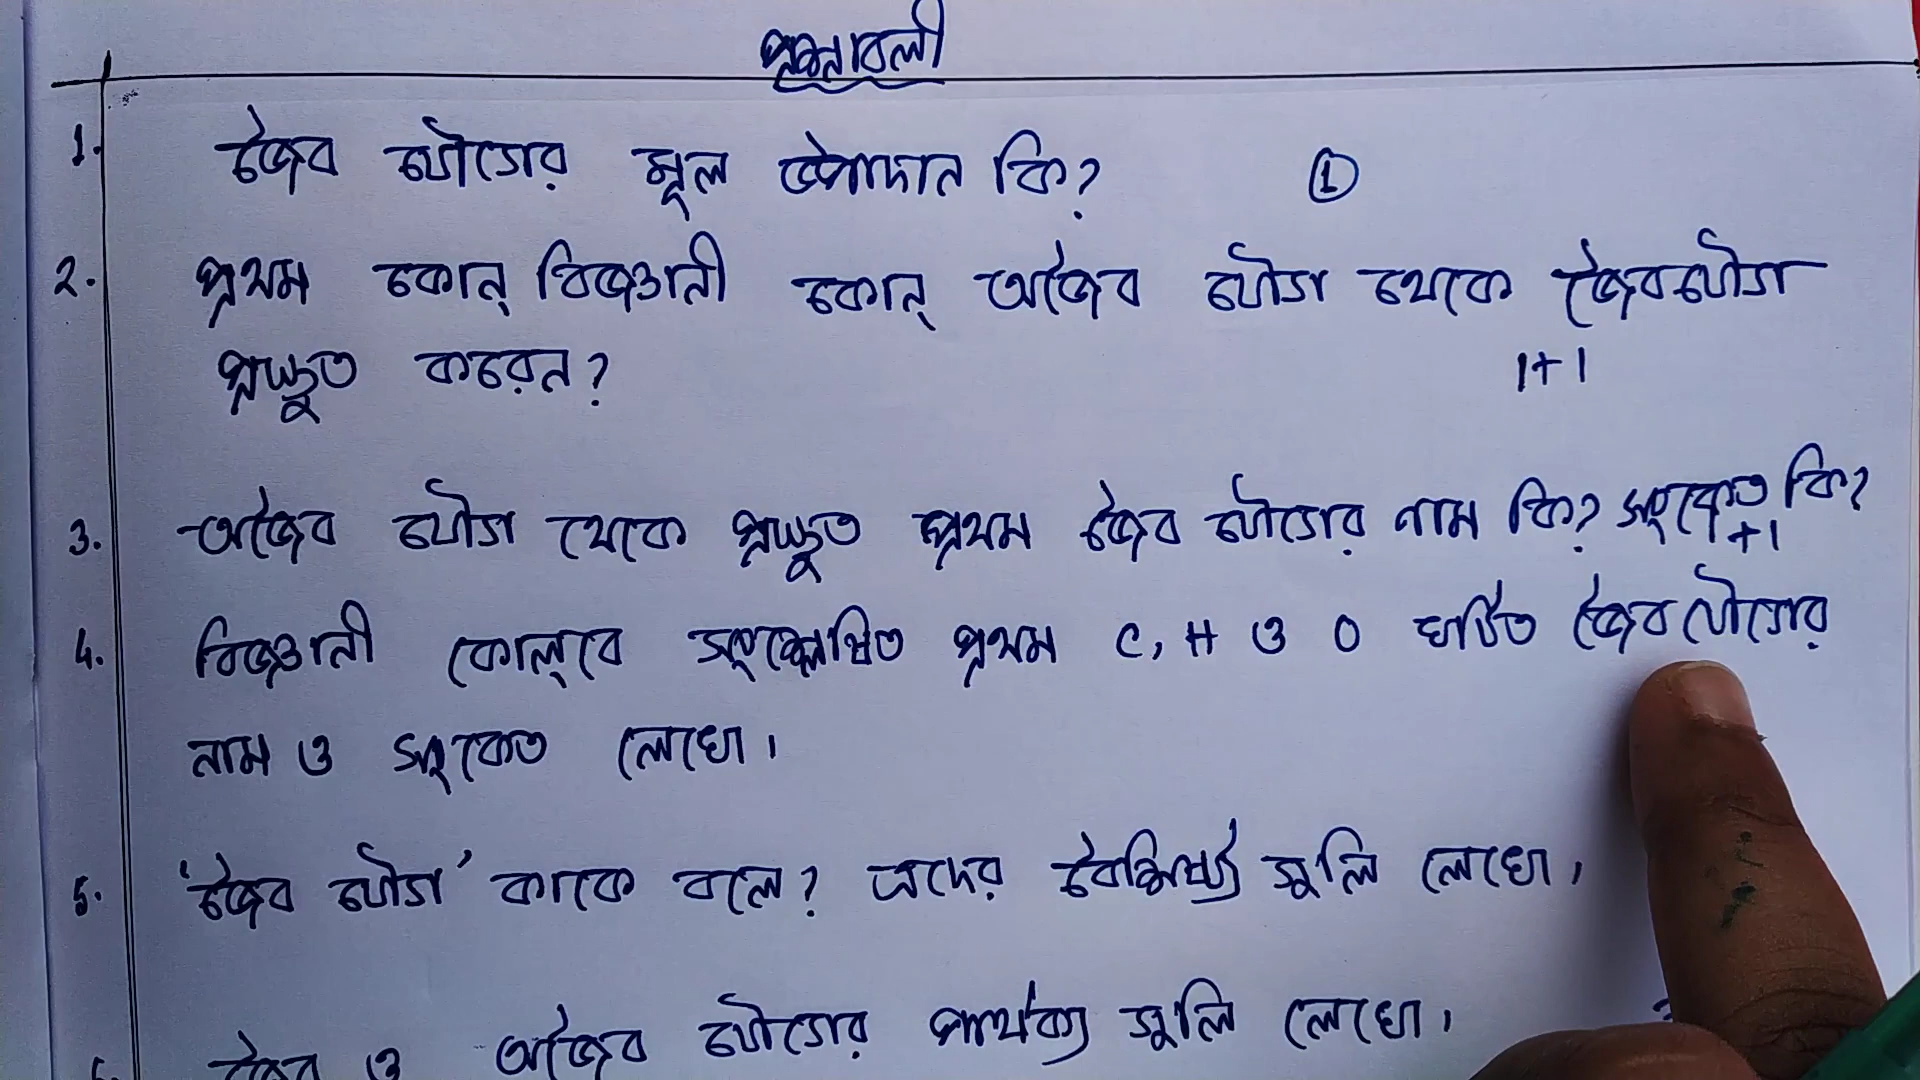 প্রশ্নাবলী
1. জৈব যৌগের মূল উপাদান কি? ①
2. প্রথম কোন্ বিজ্ঞানী কোন্ অজৈব যৌগ থেকে জৈবযৌগ
প্রস্তুত করেন? 1+1
3. অজৈব যৌগ থেকে প্রস্তুত প্রথম জৈব যৌগের নাম কি? সংকেত কি?
+1
4. বিজ্ঞানী কোল্‌বে সংশ্লেষিত প্রথম C, H ও O ঘটিত জৈবযৌগের
নাম ও সংকেত লেখো।
5. 'জৈব যৌগ' কাকে বলে? এদের বৈশিষ্ট্য গুলি লেখো।
জৈব ও অজৈব যৌগের পার্থক্য গুলি লেখো।